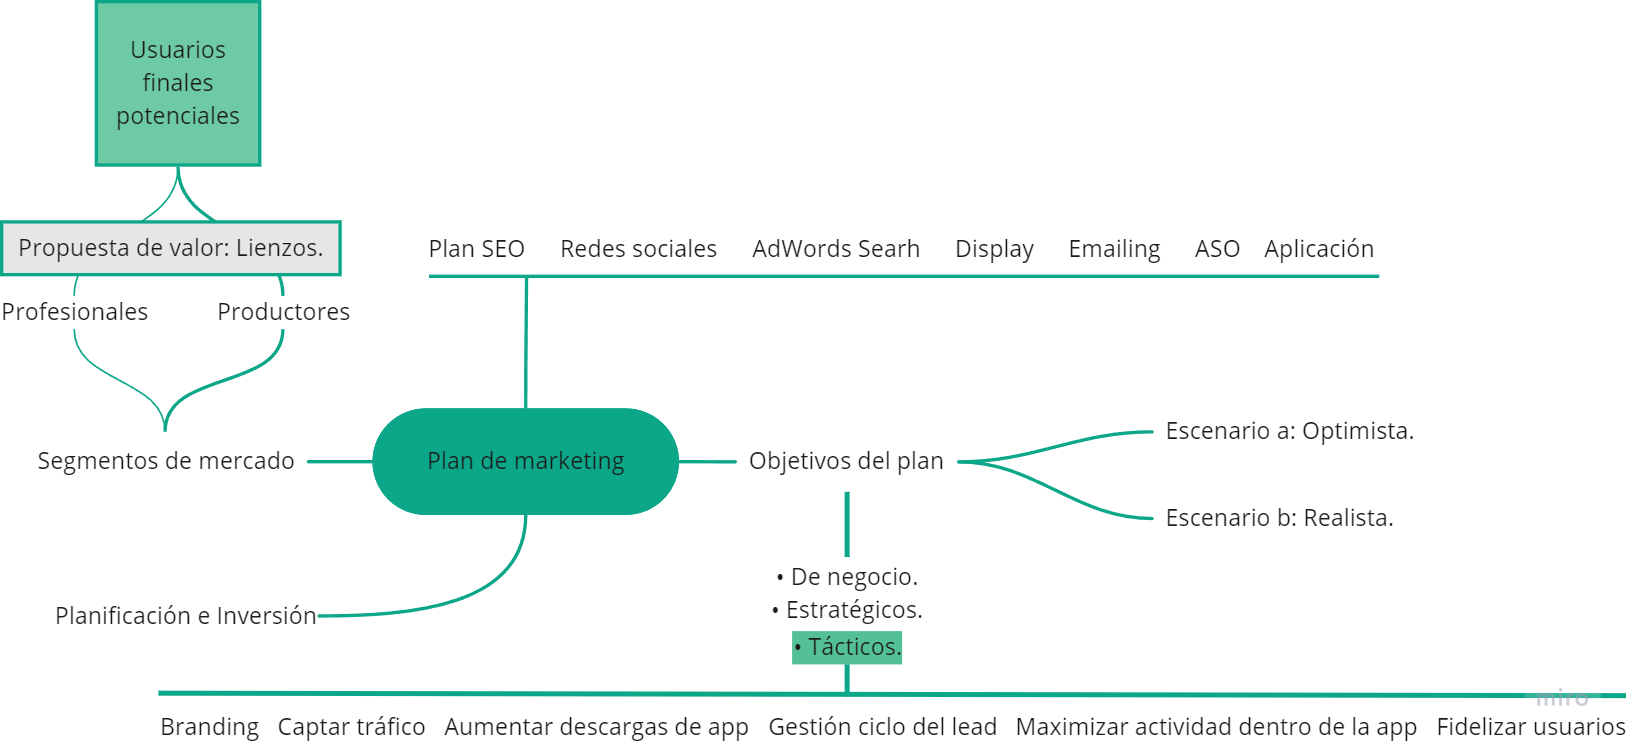 Usuarios
finales
potenciales
Propuesta de valor: Lienzos.
Plan SEO Redes sociales AdWords Searh Display Emailing ASO Aplicación
Profesionales Productores
Segmentos de mercado
Plan de marketing
Objetivos del plan
Escenario a: Optimista.
Escenario b: Realista.
• De negocio.
• Estratégicos.
• Tácticos.
Planificación e Inversión
miro
Branding Captar tráfico Aumentar descargas de app Gestión ciclo del lead Maximizar actividad dentro de la app Fidelizar usuarios